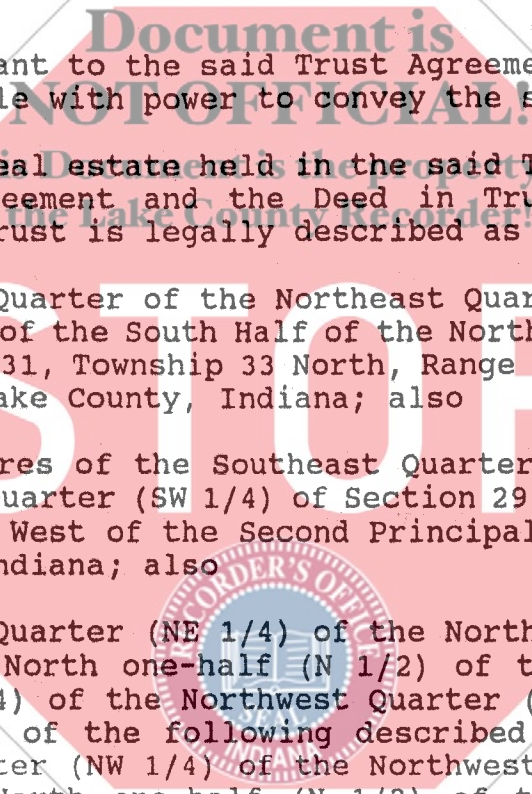 Document is
ant to the said Trust Agreeme
le with power to convey the s
NOT OFFICIAL!
eal estate held in the said T
is Document is the property
eement and the Deed in Tru
the Lake County Recorder!
rust is legally described as
STOP
Quarter of the Northeast Quar
of the South Half of the North
31, Township 33 North, Range
ake County, Indiana; also
res of the Southeast Quarter
uarter (SW 1/4) of Section 29
West of the Second Principal
ndiana; also
RECORDER'S OFFICE
SEAL
INDIANA
Quarter (NE 1/4) of the North
North one-half (N 1/2) of t
4) of the Northwest Quarter (
of the following described
ter (NW 1/4) of the Northwest
North one-half (N 1/2) of t